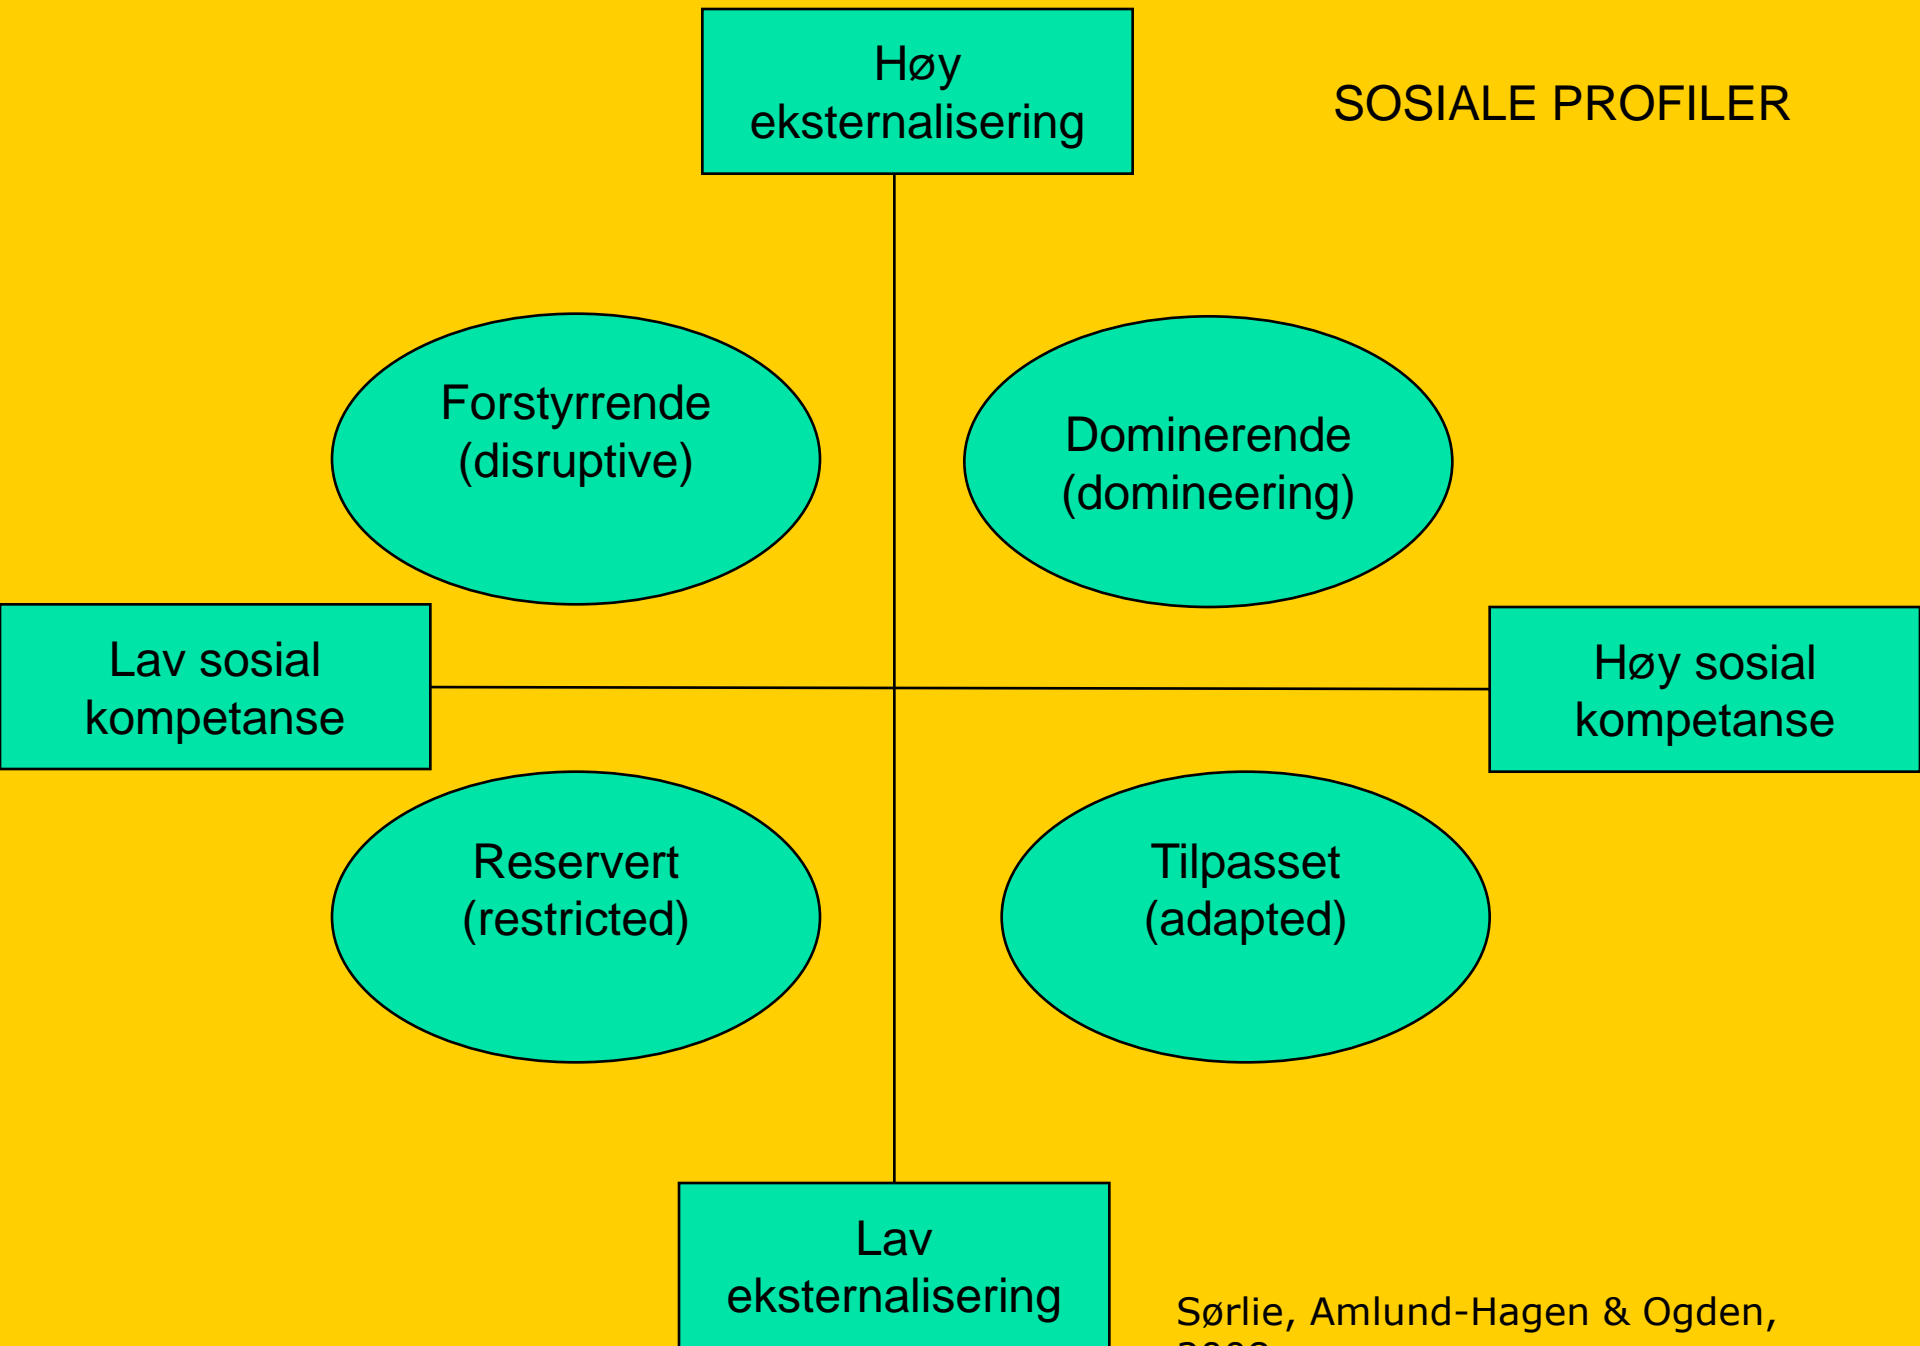 Høy
eksternalisering
SOSIALE PROFILER
Forstyrrende
(disruptive)
Dominerende
(domineering)
Lav sosial
kompetanse
Høy sosial
kompetanse
Reservert
(restricted)
Tilpasset
(adapted)
Lav
eksternalisering
Sørlie, Amlund-Hagen & Ogden,